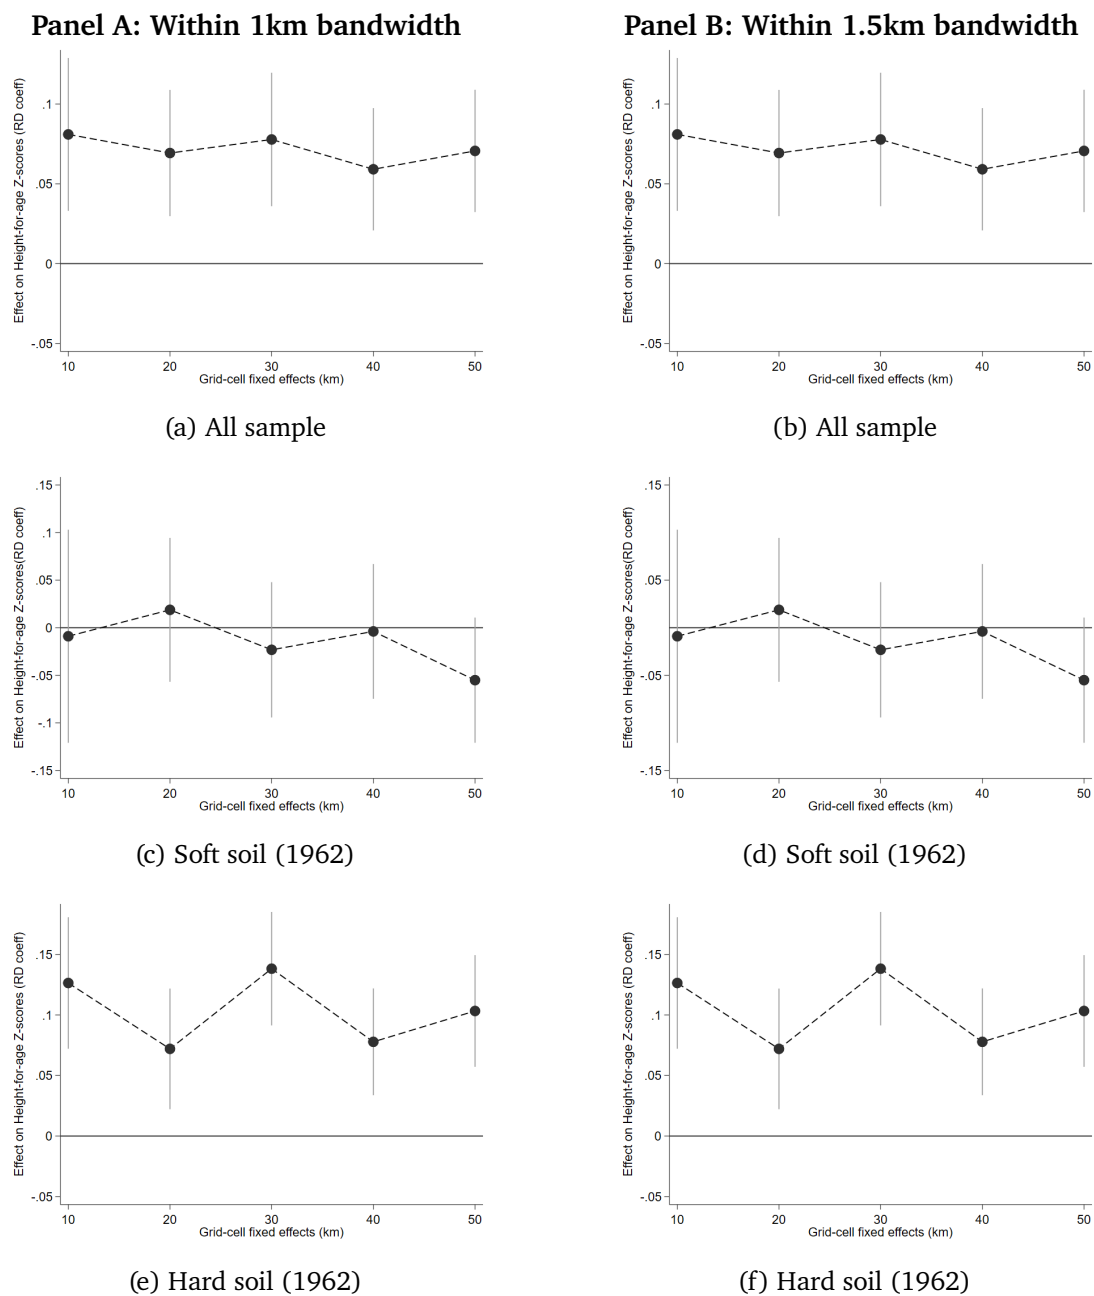 Panel A: Within 1km bandwidth
Effect on Height-for-age Z-scores (RD coeff)
.1
.05
0
-.05
10 20 30 40 50
Grid-cell fixed effects (km)
(a) All sample
Panel B: Within 1.5km bandwidth
Effect on Height-for-age Z-scores (RD coeff)
.1
.05
0
-.05
10 20 30 40 50
Grid-cell fixed effects (km)
(b) All sample
Effect on Height-for-age Z-scores(RD coeff)
.15
.1
.05
0
-.05
-.1
-.15
10 20 30 40 50
Grid-cell fixed effects (km)
(c) Soft soil (1962)
Effect on Height-for-age Z-scores(RD coeff)
.15
.1
.05
0
-.05
-.1
-.15
10 20 30 40 50
Grid-cell fixed effects (km)
(d) Soft soil (1962)
Effect on Height-for-age Z-scores (RD coeff)
.15
.1
.05
0
-.05
10 20 30 40 50
Grid-cell fixed effects (km)
(e) Hard soil (1962)
Effect on Height-for-age Z-scores (RD coeff)
.15
.1
.05
0
-.05
10 20 30 40 50
Grid-cell fixed effects (km)
(f) Hard soil (1962)